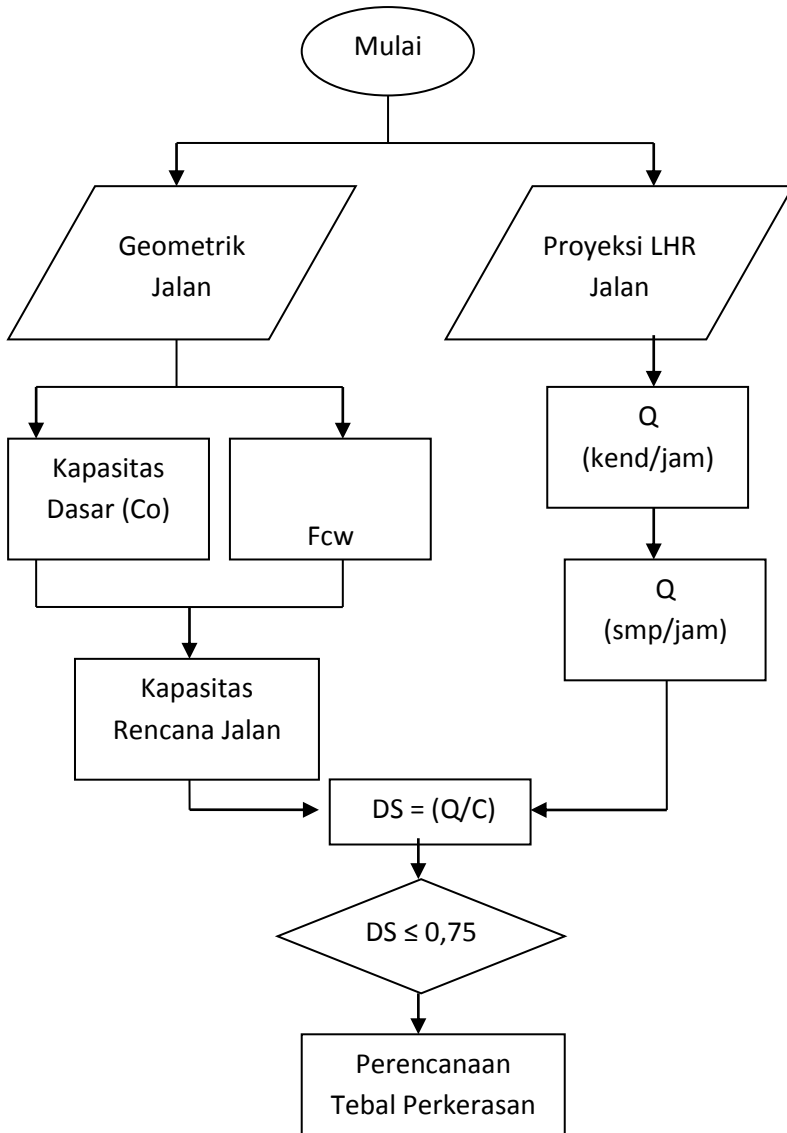 Mulai
Geometrik
Jalan
Proyeksi LHR
Jalan
Kapasitas
Dasar (Co)
Fcw
Q
(kend/jam)
Q
(smp/jam)
Kapasitas
Rencana Jalan
DS = (Q/C)
DS ≤ 0,75
Perencanaan
Tebal Perkerasan